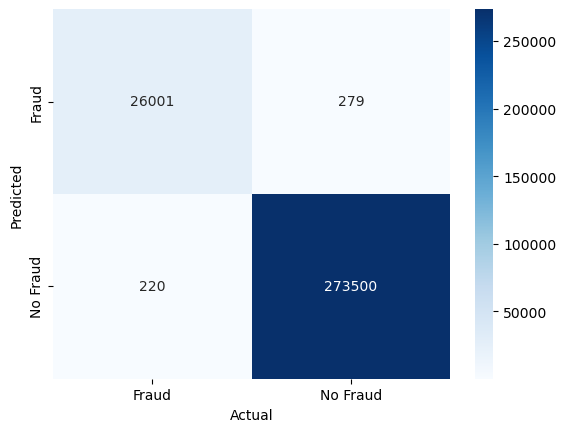 Predicted
Fraud
26001 279
No Fraud
220 273500
Fraud No Fraud
Actual
250000
200000
150000
100000
50000